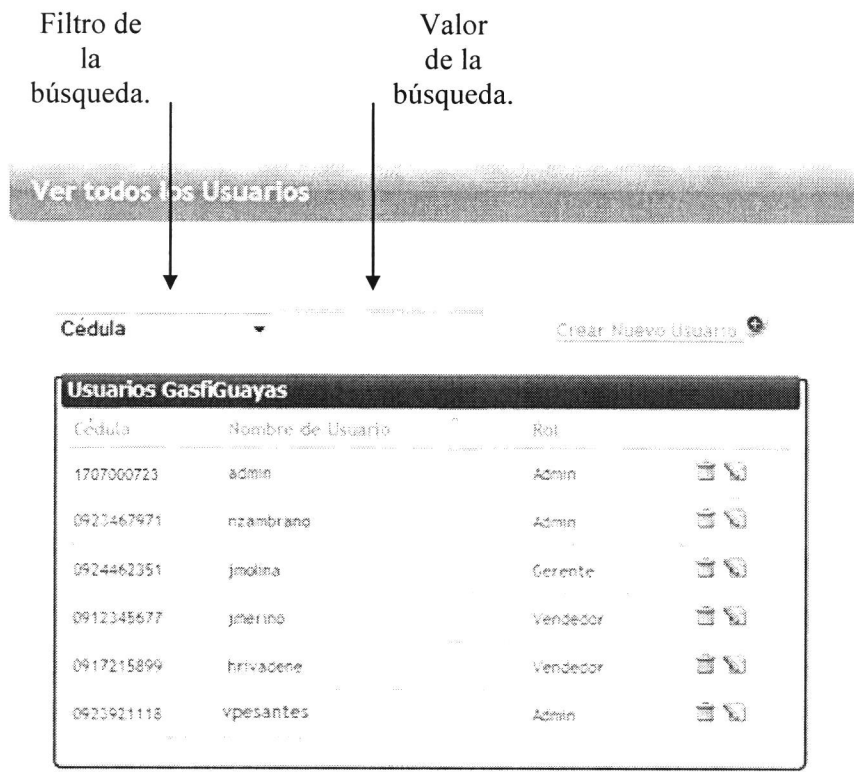 Filtro de
la
búsqueda.
Valor
de la
búsqueda.
Ver todos los Usuarios
Cédula
Crear Nuevo Usuario
Usuarios GasfiGuayas
Cédula Nombre de Usuario Rol
1707000723 admin Admin
0923467971 nzambrano Admin
0924462351 jmolina Gerente
0912345677 jmerino Vendedor
0917215899 hrivadene Vendedor
0923921118 vpesantes Admin